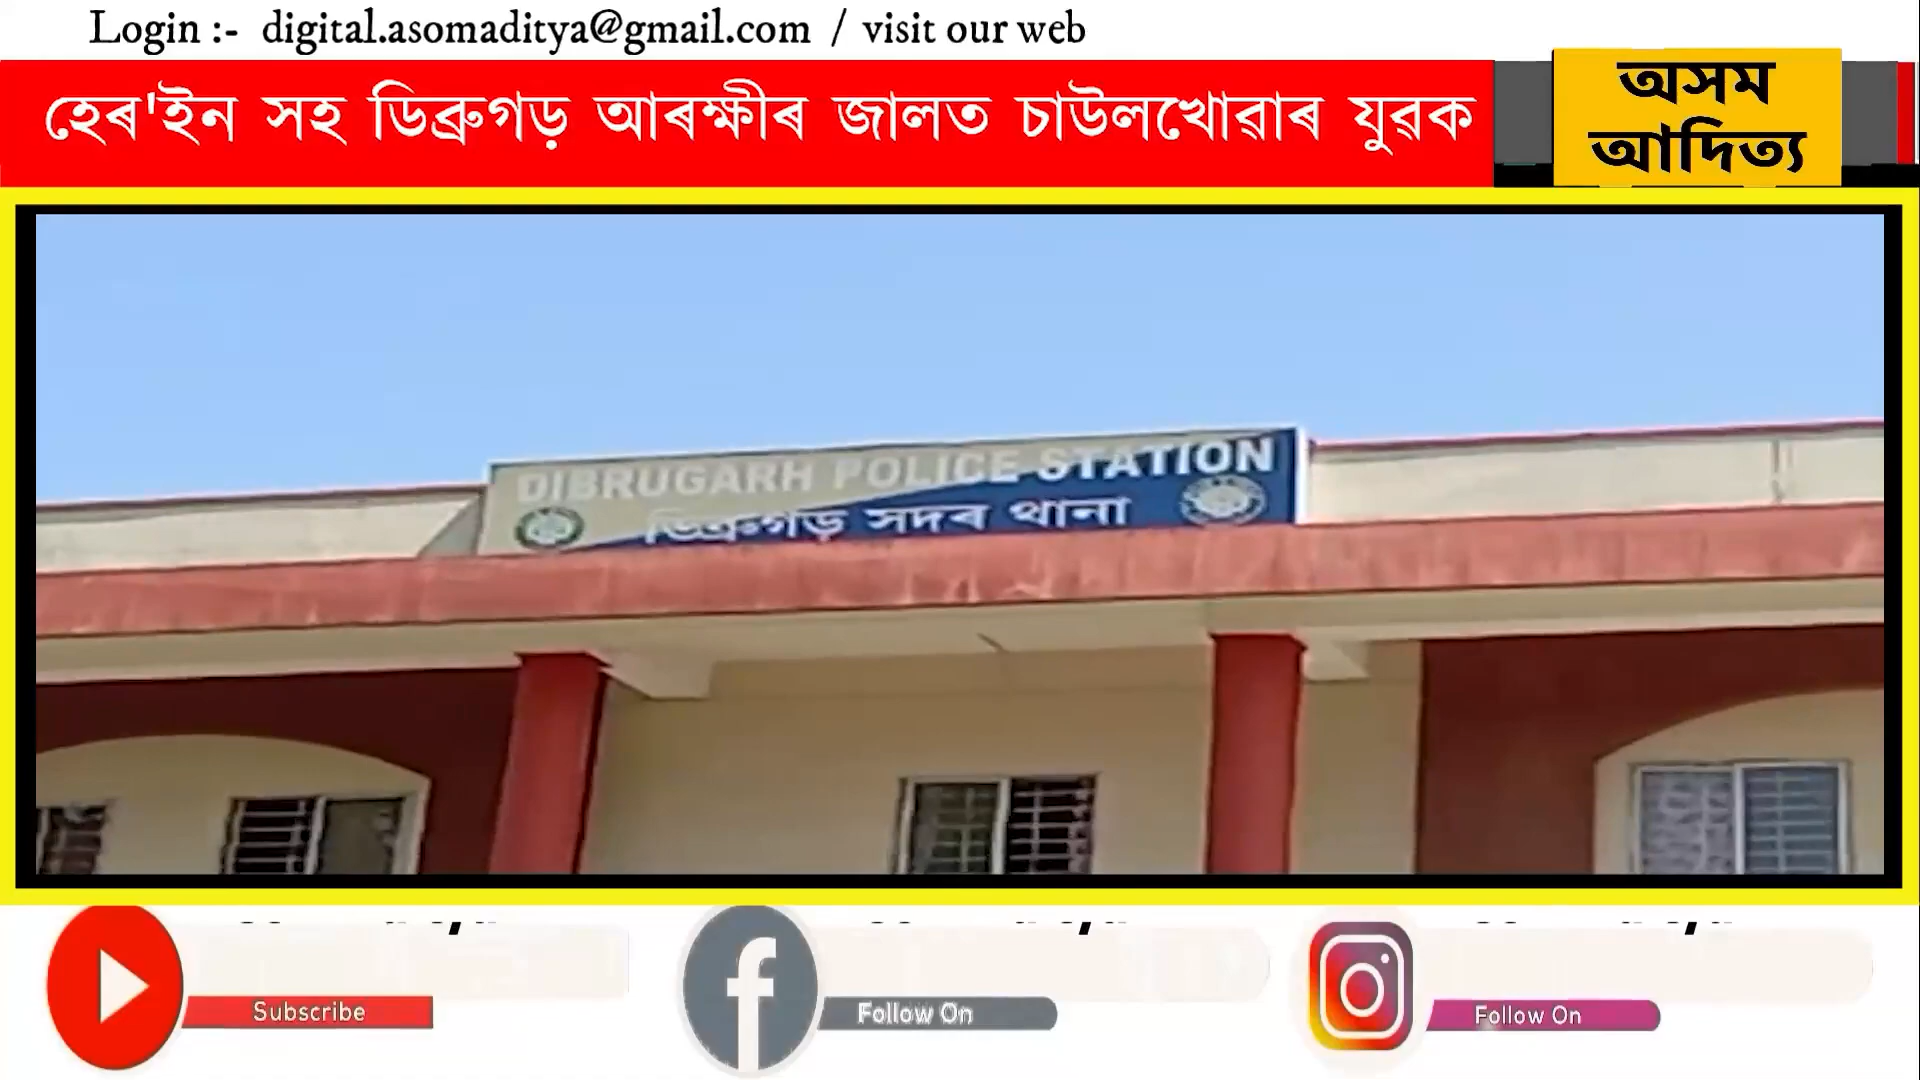 Login :-  digital.asomaditya@gmail.com  / visit our web
হেৰ'ইন সহ ডিব্ৰুগড় আৰক্ষীৰ জালত চাউলখোৱাৰ যুৱক
অসম
আদিত্য
DIBRUGARH POLICE STATION
ডিব্ৰুগড় সদৰ থানা
Subscribe
Follow On
Follow On